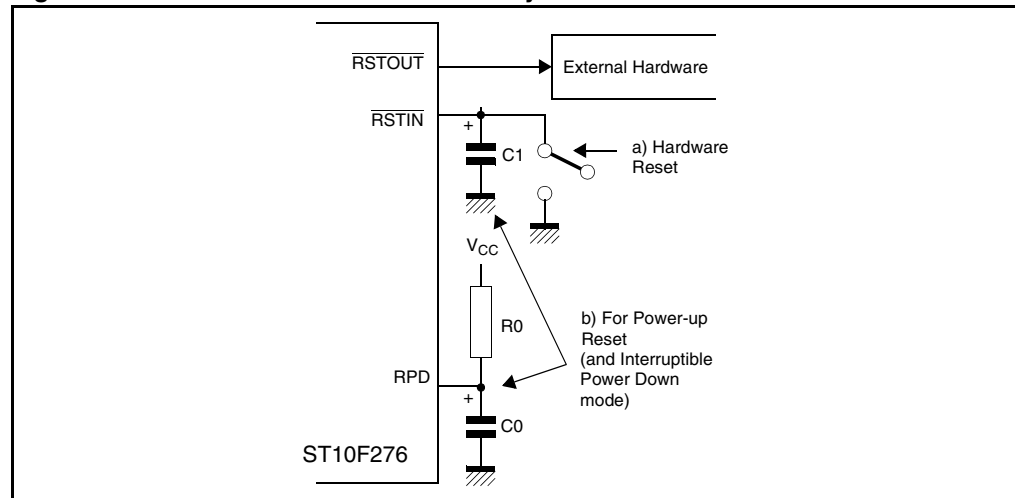 RSTOUT
External Hardware
RSTIN
+
C1
a) Hardware
Reset
VCC
R0
b) For Power-up
Reset
(and Interruptible
Power Down
mode)
RPD
+
C0
ST10F276